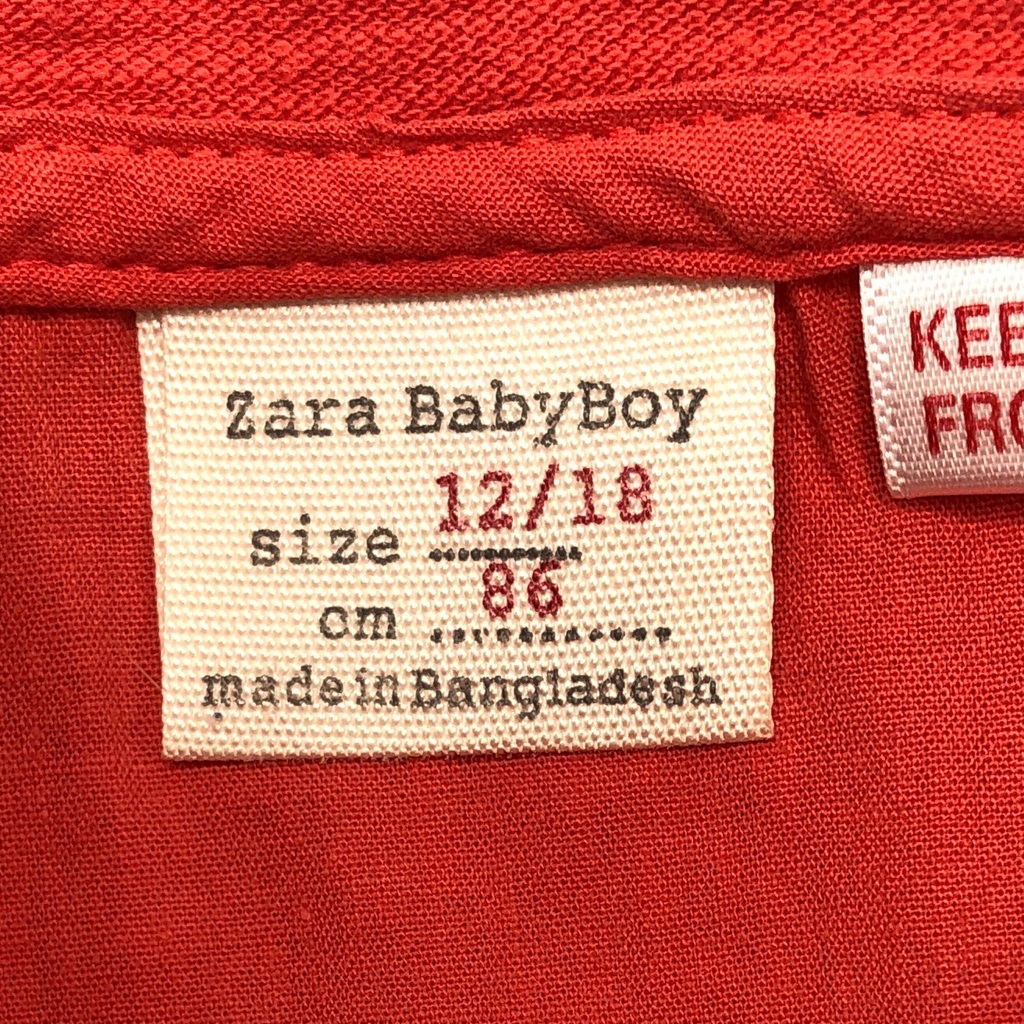 Zara BabyBoy
size 12/18
cm 86
made in Bangladesh
KEE
FRO